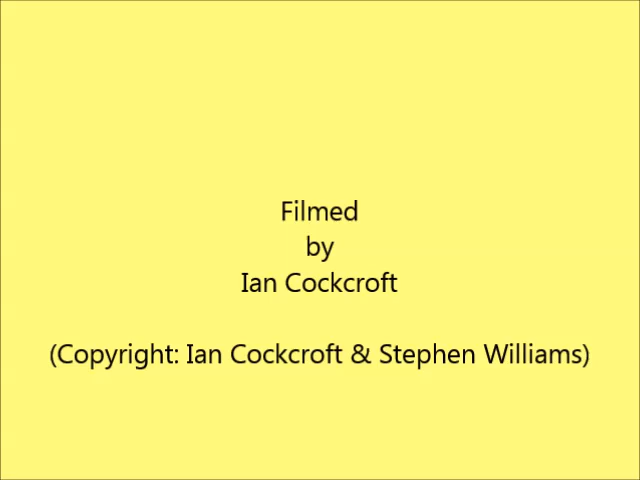 Filmed
by
Ian Cockcroft
(Copyright: Ian Cockcroft & Stephen Williams)